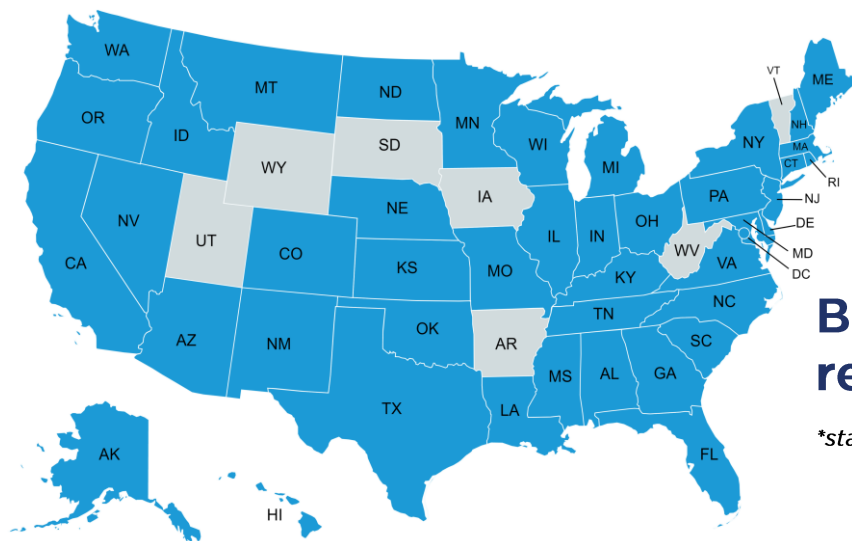 WA
MT
ND
MN
VT
ME
OR
ID
WY
SD
WI
MI
NY
NH
MA
CT
RI
NV
UT
CO
NE
IA
IL
IN
OH
PA
NJ
DE
MD
DC
CA
KS
MO
KY
WV
VA
AZ
NM
OK
AR
TN
NC
SC
TX
LA
MS
AL
GA
FL
AK
HI
B
re
*sta